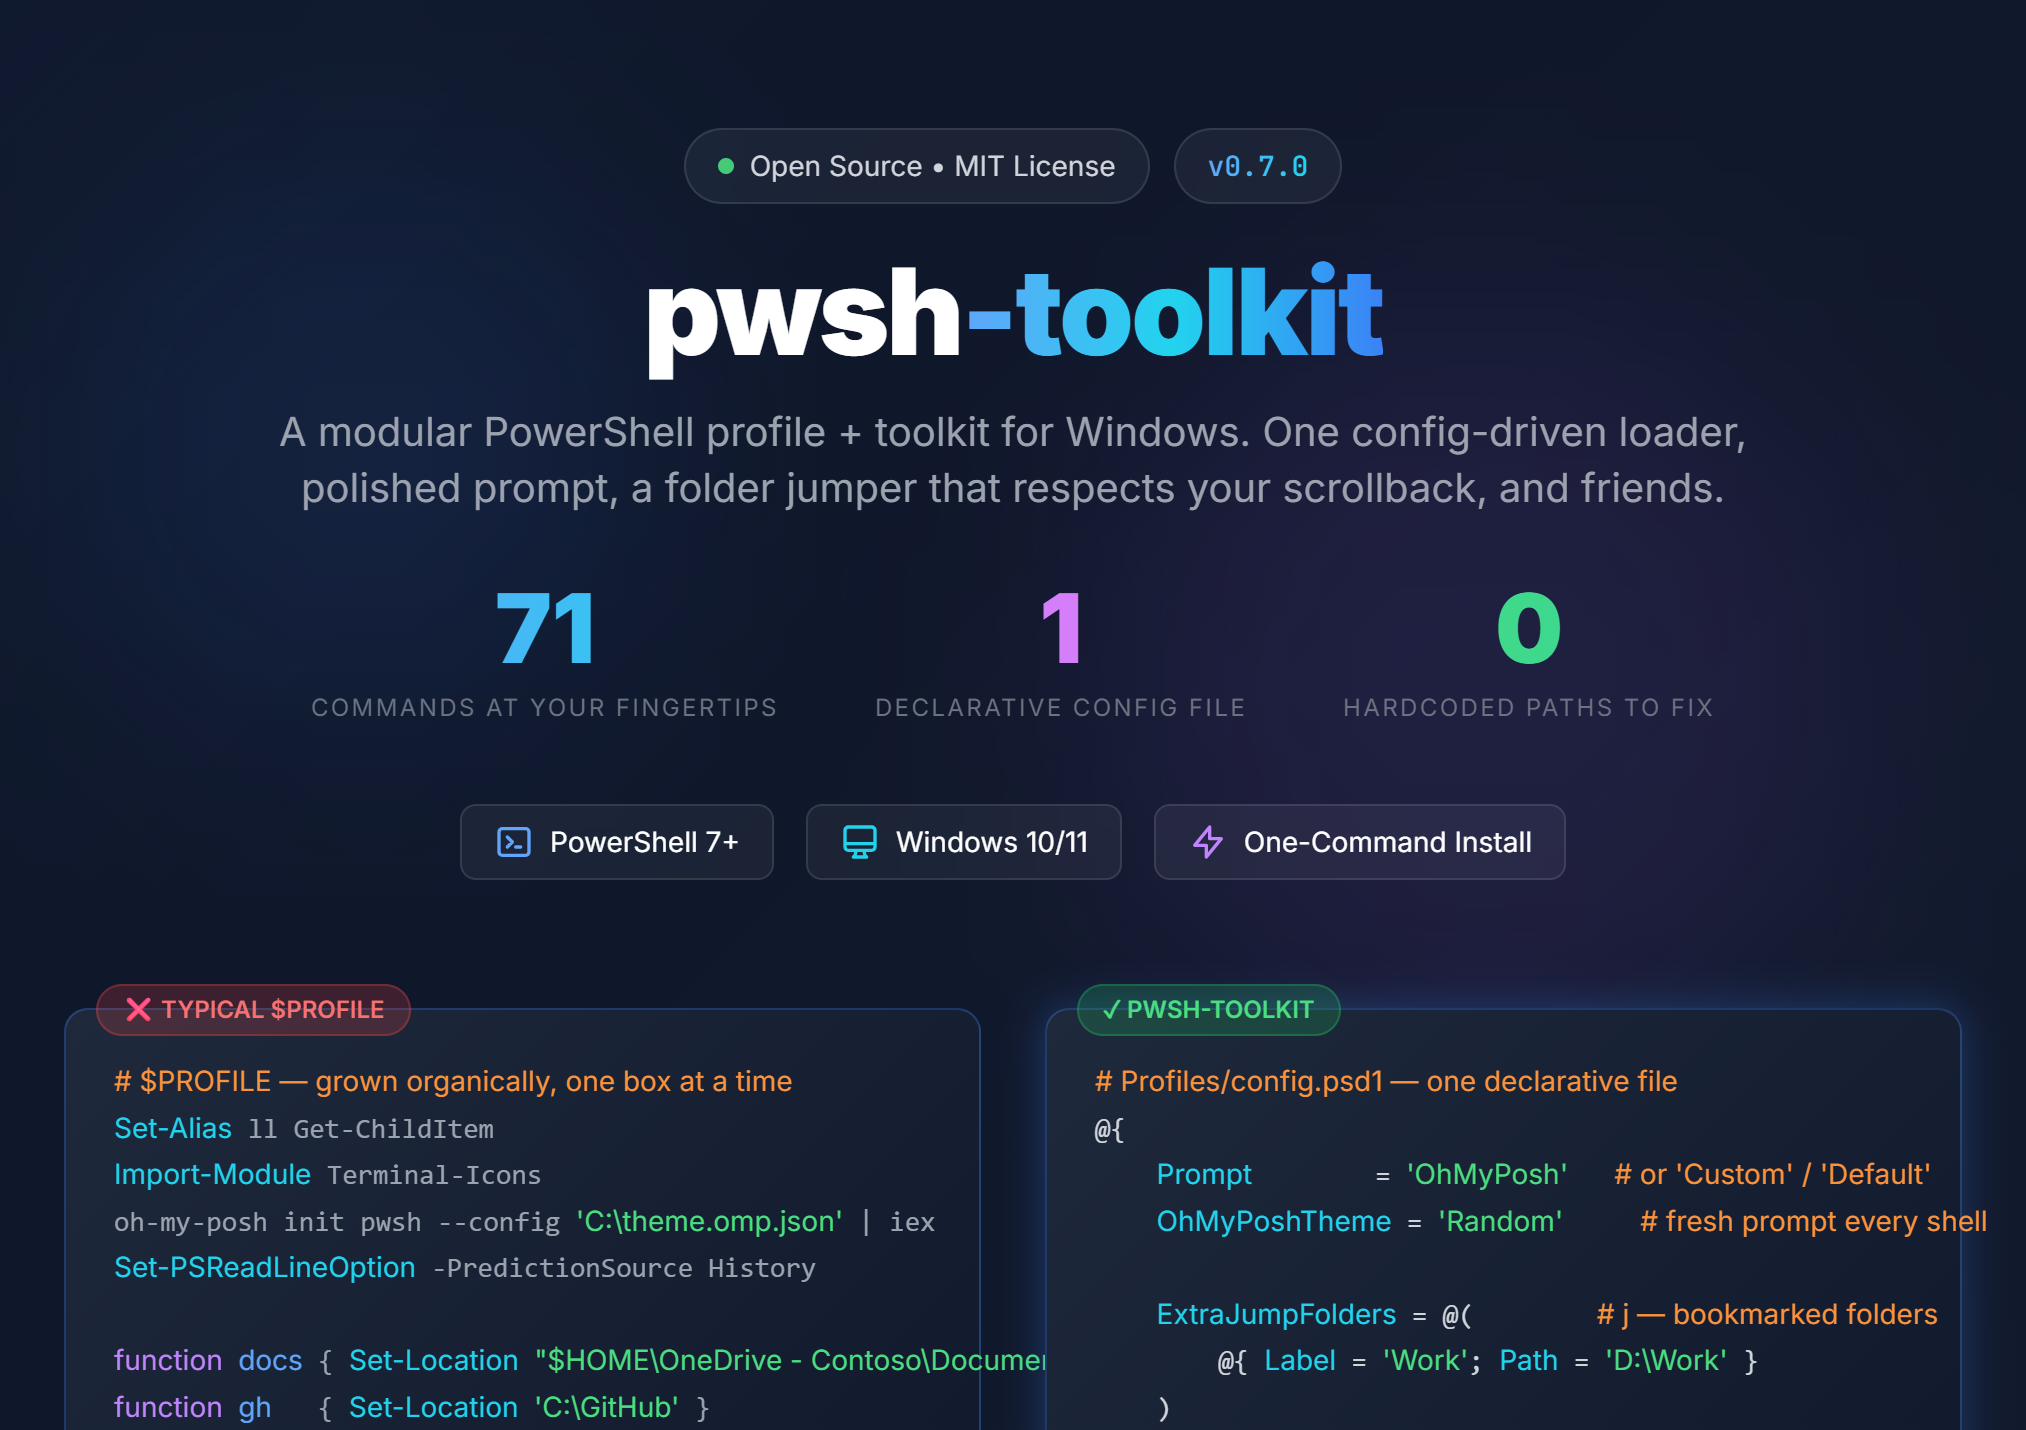 Open Source • MIT License
v0.7.0
pwsh-toolkit
A modular PowerShell profile + toolkit for Windows. One config-driven loader,
polished prompt, a folder jumper that respects your scrollback, and friends.
71
COMMANDS AT YOUR FINGERTIPS
1
DECLARATIVE CONFIG FILE
0
HARDCODED PATHS TO FIX
PowerShell 7+
Windows 10/11
One-Command Install
❌ TYPICAL $PROFILE
# $PROFILE — grown organically, one box at a time
Set-Alias ll Get-ChildItem
Import-Module Terminal-Icons
oh-my-posh init pwsh --config 'C:\theme.omp.json' | iex
Set-PSReadLineOption -PredictionSource History
function docs { Set-Location "$HOME\OneDrive - Contoso\Documen
function gh   { Set-Location 'C:\GitHub' }
✓ PWSH-TOOLKIT
# Profiles/config.psd1 — one declarative file
@{
    Prompt        = 'OhMyPosh'   # or 'Custom' / 'Default'
    OhMyPoshTheme = 'Random'     # fresh prompt every shell
    ExtraJumpFolders = @(        # j — bookmarked folders
        @{ Label = 'Work'; Path = 'D:\Work' }
    )